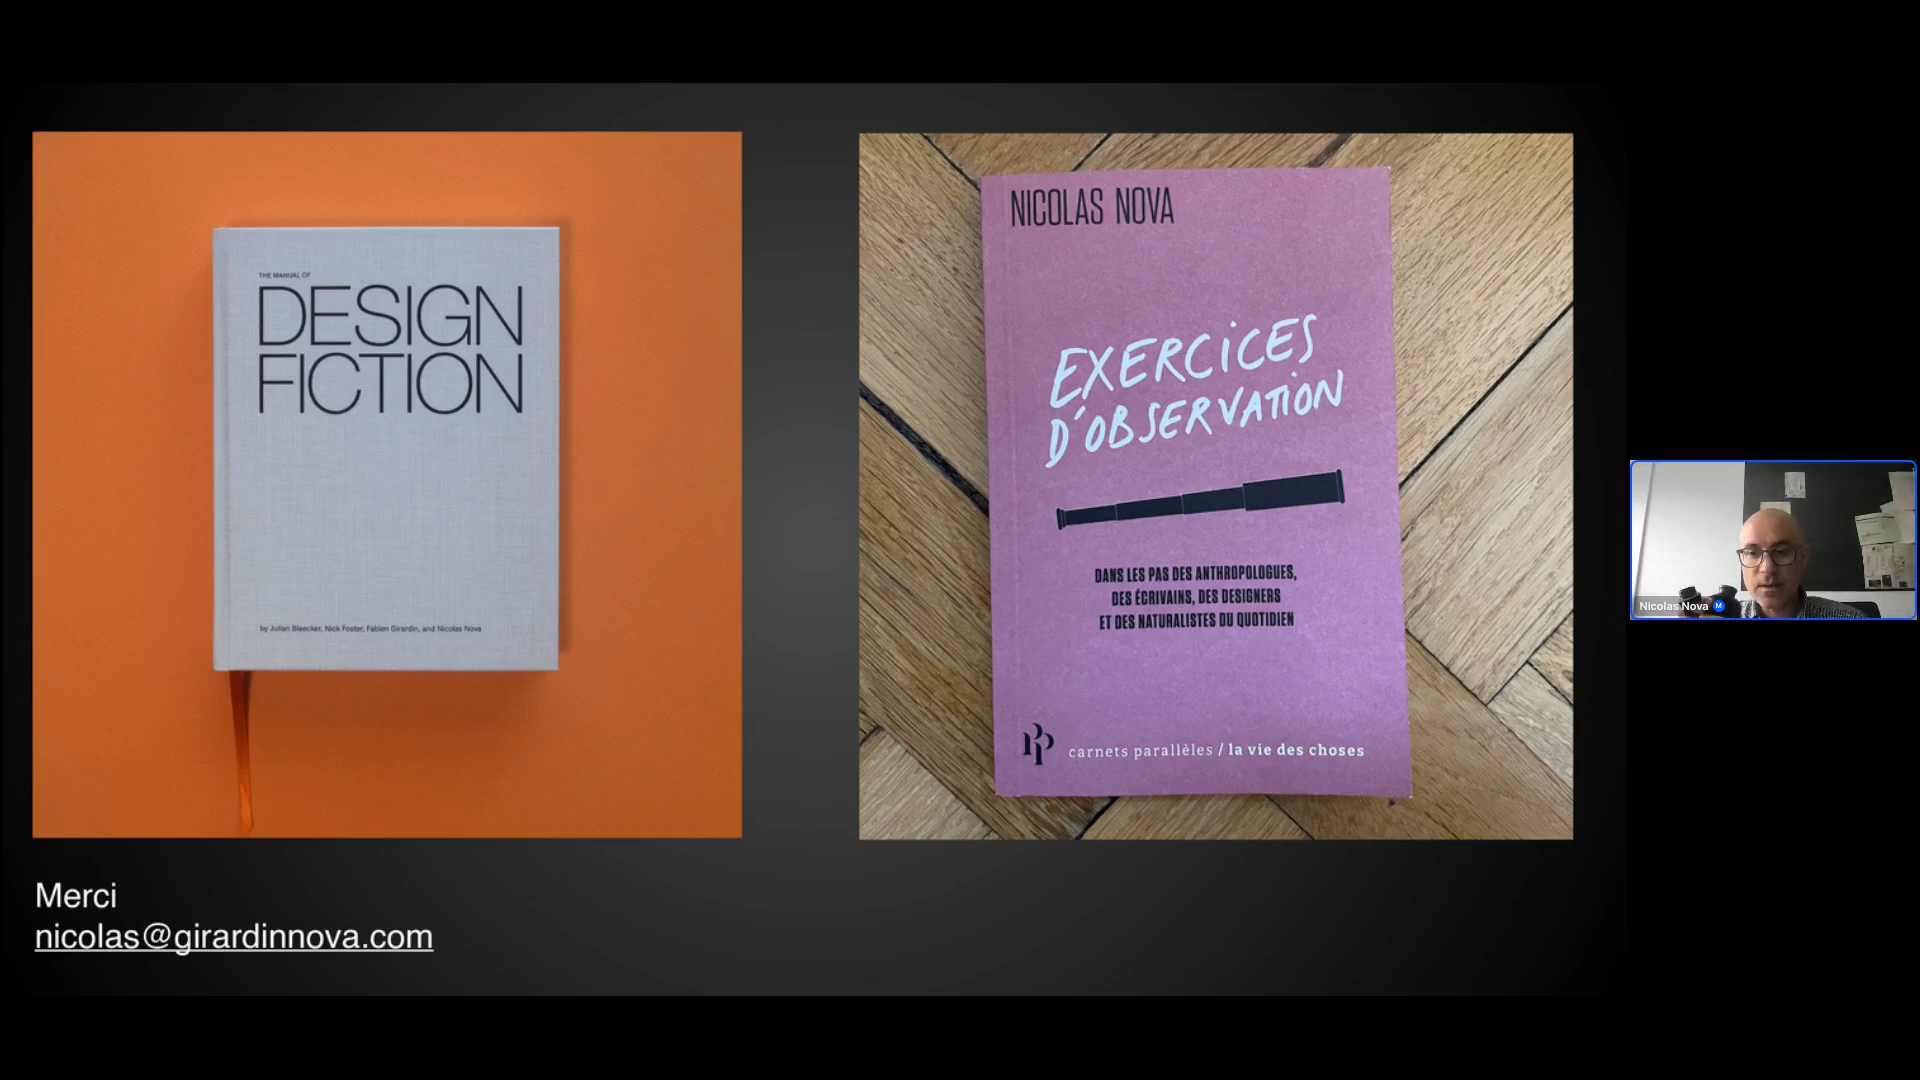 THE MANUAL OF
DESIGN
FICTION
by Julian Bleecker, Nick Foster, Fabien Girardin, and Nicolas Nova
NICOLAS NOVA
EXERCICES
D'OBSERVATION
DANS LES PAS DES ANTHROPOLOGUES,
DES ÉCRIVAINS, DES DESIGNERS
ET DES NATURALISTES DU QUOTIDIEN
carnets parallèles / la vie des choses
Merci
nicolas@girardinnova.com
Nicolas Nova M